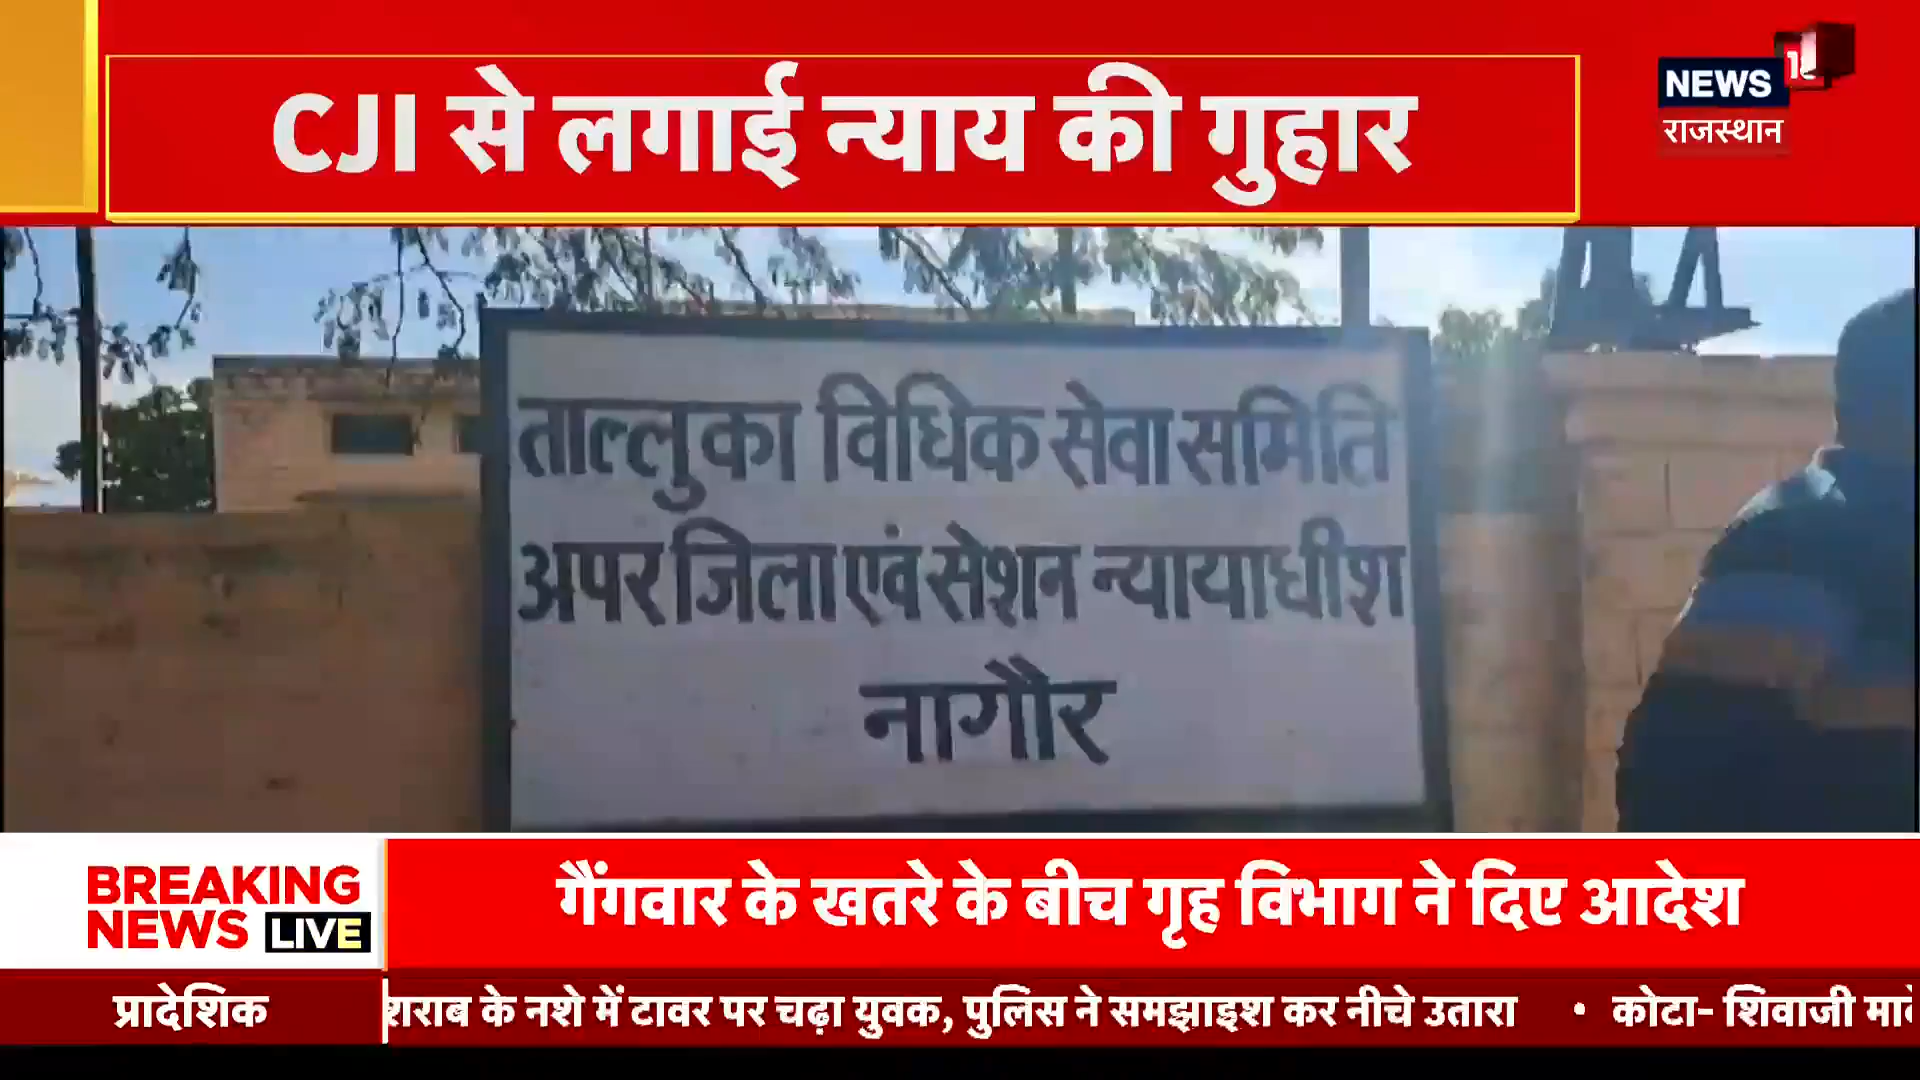 CJI से लगाई न्याय की गुहार
NEWS 18
राजस्थान
ताल्लुका विधिक सेवा समिति
अपर जिला एवं सेशन न्यायाधीश
नागौर
BREAKING
NEWS LIVE
गैंगवार के खतरे के बीच गृह विभाग ने दिए आदेश
प्रादेशिक
शराब के नशे में टावर पर चढ़ा युवक, पुलिस ने समझाइश कर नीचे उतारा • कोटा- शिवाजी